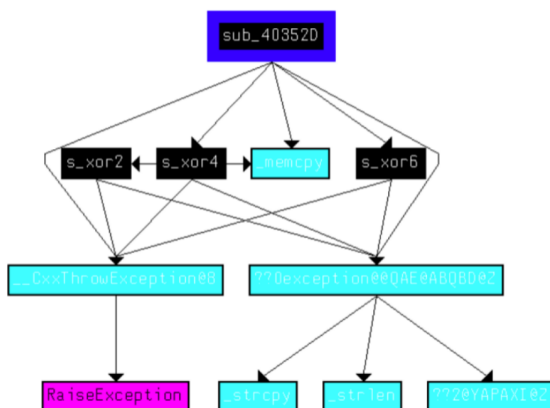 sub_40352D
s_xor2
s_xor4
_memcpy
s_xor6
__CxxThrowException@8
??0exception@@QAE@ABQBD@Z
RaiseException
_strcpy
_strlen
??2@YAPAXI@Z